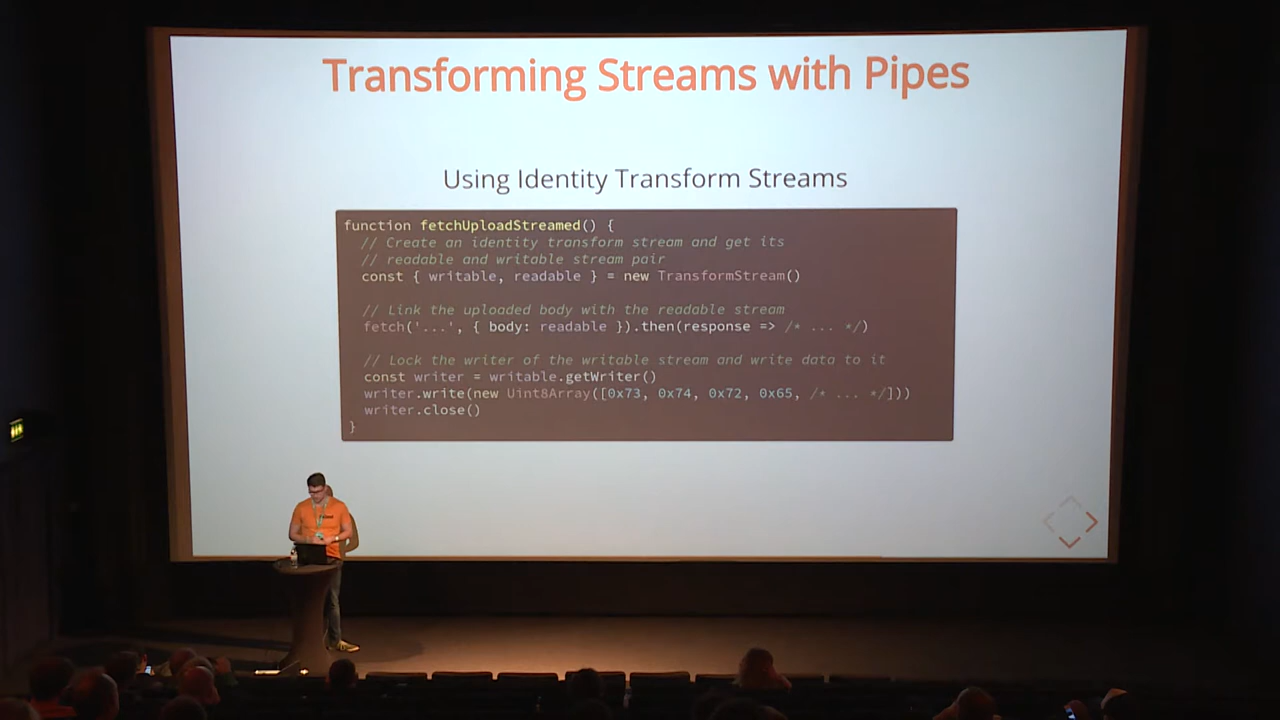 Transforming Streams with Pipes
Using Identity Transform Streams
function fetchUploadStreamed() {
  // Create an identity transform stream and get its
  // readable and writable stream pair
  const { writable, readable } = new TransformStream()

  // Link the uploaded body with the readable stream
  fetch('...', { body: readable }).then(response => /* ... */)

  // Lock the writer of the writable stream and write data to it
  const writer = writable.getWriter()
  writer.write(new Uint8Array([0x73, 0x74, 0x72, 0x65, /* ... */]))
  writer.close()
}